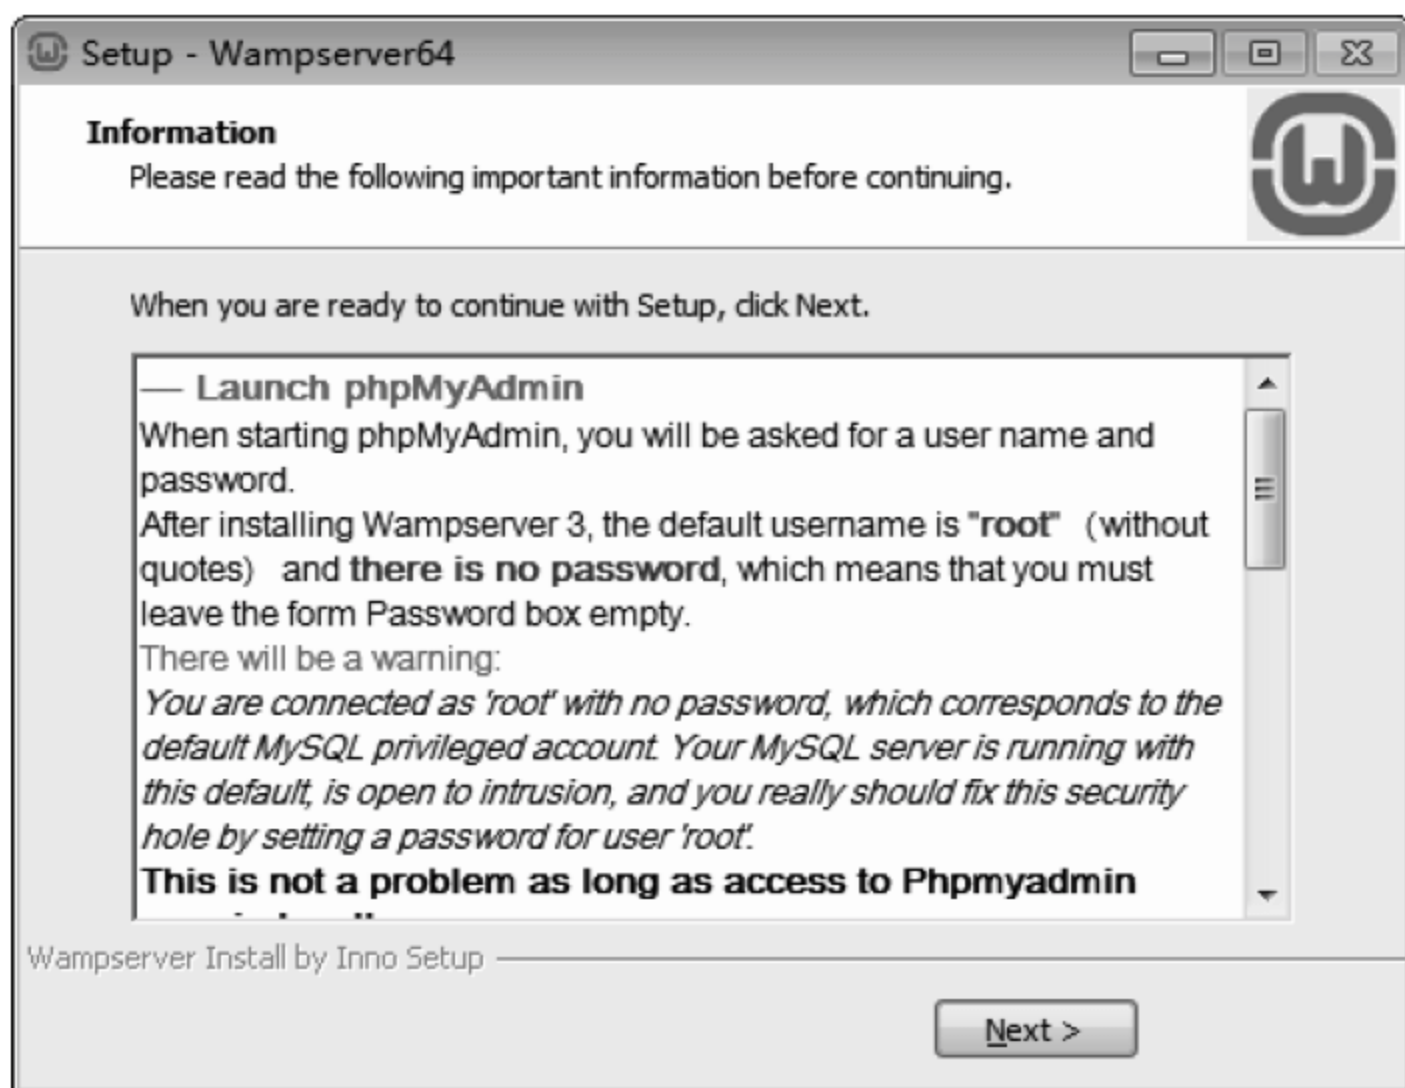 Setup - Wampserver64
Information
Please read the following important information before continuing.
When you are ready to continue with Setup, click Next.
— Launch phpMyAdmin
When starting phpMyAdmin, you will be asked for a user name and
password.
After installing Wampserver 3, the default username is "root" (without
quotes) and there is no password, which means that you must
leave the form Password box empty.
There will be a warning:
You are connected as 'root' with no password, which corresponds to the
default MySQL privileged account. Your MySQL server is running with
this default, is open to intrusion, and you really should fix this security
hole by setting a password for user 'root'.
This is not a problem as long as access to Phpmyadmin
Wampserver Install by Inno Setup
Next >